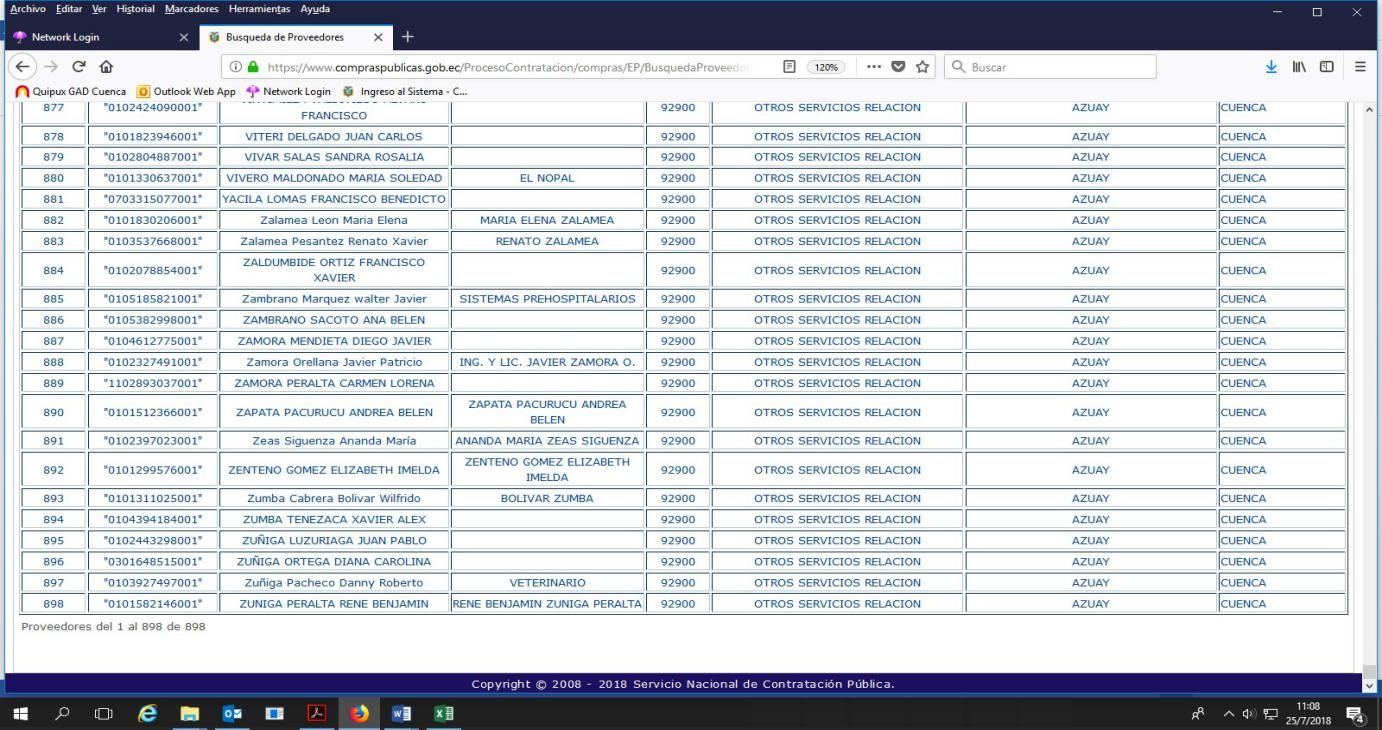 Archivo Editar Ver Historial Marcadores Herramientas Ayuda
Network Login Busqueda de Proveedores
https://www.compraspublicas.gob.ec/ProcesoContratacion/compras/EP/BusquedaProveedor 120% ... Buscar
Quipux GAD Cuenca Outlook Web App Network Login Ingreso al Sistema - C...
877 "0102424090001" FRANCISCO 92900 OTROS SERVICIOS RELACION AZUAY CUENCA
878 "0101823946001" VITERI DELGADO JUAN CARLOS 92900 OTROS SERVICIOS RELACION AZUAY CUENCA
879 "0102804887001" VIVAR SALAS SANDRA ROSALIA 92900 OTROS SERVICIOS RELACION AZUAY CUENCA
880 "0101330637001" VIVERO MALDONADO MARIA SOLEDAD EL NOPAL 92900 OTROS SERVICIOS RELACION AZUAY CUENCA
881 "0703315077001" YACILA LOMAS FRANCISCO BENEDICTO 92900 OTROS SERVICIOS RELACION AZUAY CUENCA
882 "0101830206001" Zalamea Leon Maria Elena MARIA ELENA ZALAMEA 92900 OTROS SERVICIOS RELACION AZUAY CUENCA
883 "0103537668001" Zalamea Pesantez Renato Xavier RENATO ZALAMEA 92900 OTROS SERVICIOS RELACION AZUAY CUENCA
884 "0102078854001" ZALDUMBIDE ORTIZ FRANCISCO XAVIER 92900 OTROS SERVICIOS RELACION AZUAY CUENCA
885 "0105185821001" Zambrano Marquez walter Javier SISTEMAS PREHOSPITALARIOS 92900 OTROS SERVICIOS RELACION AZUAY CUENCA
886 "0105382998001" ZAMBRANO SACOTO ANA BELEN 92900 OTROS SERVICIOS RELACION AZUAY CUENCA
887 "0104612775001" ZAMORA MENDIETA DIEGO JAVIER 92900 OTROS SERVICIOS RELACION AZUAY CUENCA
888 "0102327491001" Zamora Orellana Javier Patricio ING. Y LIC. JAVIER ZAMORA O. 92900 OTROS SERVICIOS RELACION AZUAY CUENCA
889 "1102893037001" ZAMORA PERALTA CARMEN LORENA 92900 OTROS SERVICIOS RELACION AZUAY CUENCA
890 "0101512366001" ZAPATA PACURUCU ANDREA BELEN ZAPATA PACURUCU ANDREA BELEN 92900 OTROS SERVICIOS RELACION AZUAY CUENCA
891 "0102397023001" Zeas Siguenza Ananda María ANANDA MARIA ZEAS SIGUENZA 92900 OTROS SERVICIOS RELACION AZUAY CUENCA
892 "0101299576001" ZENTENO GOMEZ ELIZABETH IMELDA ZENTENO GOMEZ ELIZABETH IMELDA 92900 OTROS SERVICIOS RELACION AZUAY CUENCA
893 "0101311025001" Zumba Cabrera Bolivar Wilfrido BOLIVAR ZUMBA 92900 OTROS SERVICIOS RELACION AZUAY CUENCA
894 "0104394184001" ZUMBA TENEZACA XAVIER ALEX 92900 OTROS SERVICIOS RELACION AZUAY CUENCA
895 "0102443298001" ZUÑIGA LUZURIAGA JUAN PABLO 92900 OTROS SERVICIOS RELACION AZUAY CUENCA
896 "0301648515001" ZUÑIGA ORTEGA DIANA CAROLINA 92900 OTROS SERVICIOS RELACION AZUAY CUENCA
897 "0103927497001" Zuñiga Pacheco Danny Roberto VETERINARIO 92900 OTROS SERVICIOS RELACION AZUAY CUENCA
898 "0101582146001" ZUNIGA PERALTA RENE BENJAMIN RENE BENJAMIN ZUNIGA PERALTA 92900 OTROS SERVICIOS RELACION AZUAY CUENCA
Proveedores del 1 al 898 de 898
Copyright © 2008 - 2018 Servicio Nacional de Contratación Pública.
11:08
25/7/2018
4